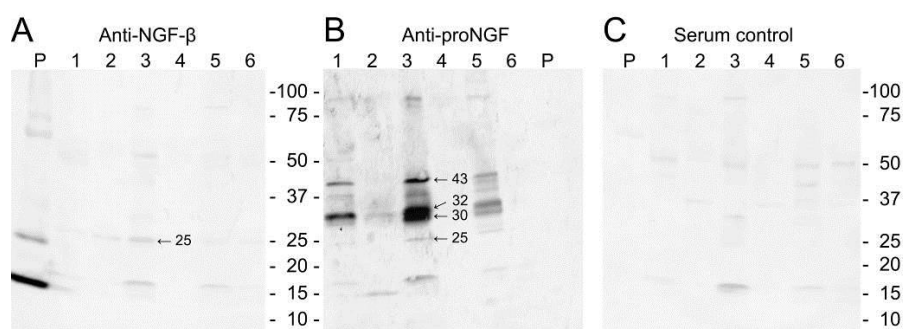 A Anti-NGF-β
P 1 2 3 4 5 6
B Anti-proNGF
1 2 3 4 5 6 P
C Serum control
P 1 2 3 4 5 6
-100 -
- 75 -
- 50 -
- 37 -
- 25 -
- 20 -
- 15 -
- 10 -
← 25
← 43
32
← 30
← 25
-100
- 75
- 50
- 37
- 25
- 20
- 15
- 10